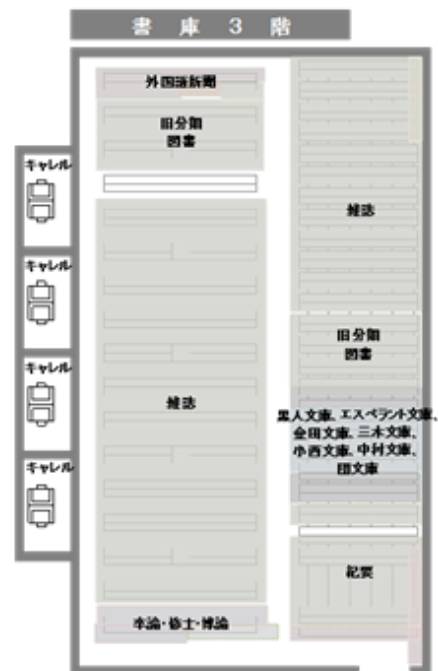 書庫3階
外国語新聞
旧分類
図書
キャレル
雑誌
キャレル
旧分類
図書
キャレル
雑誌
黒人文庫、エスペラント文庫、
金田文庫、三木文庫、
小西文庫、中村文庫、
団文庫
キャレル
紀要
卒論・修士・博論